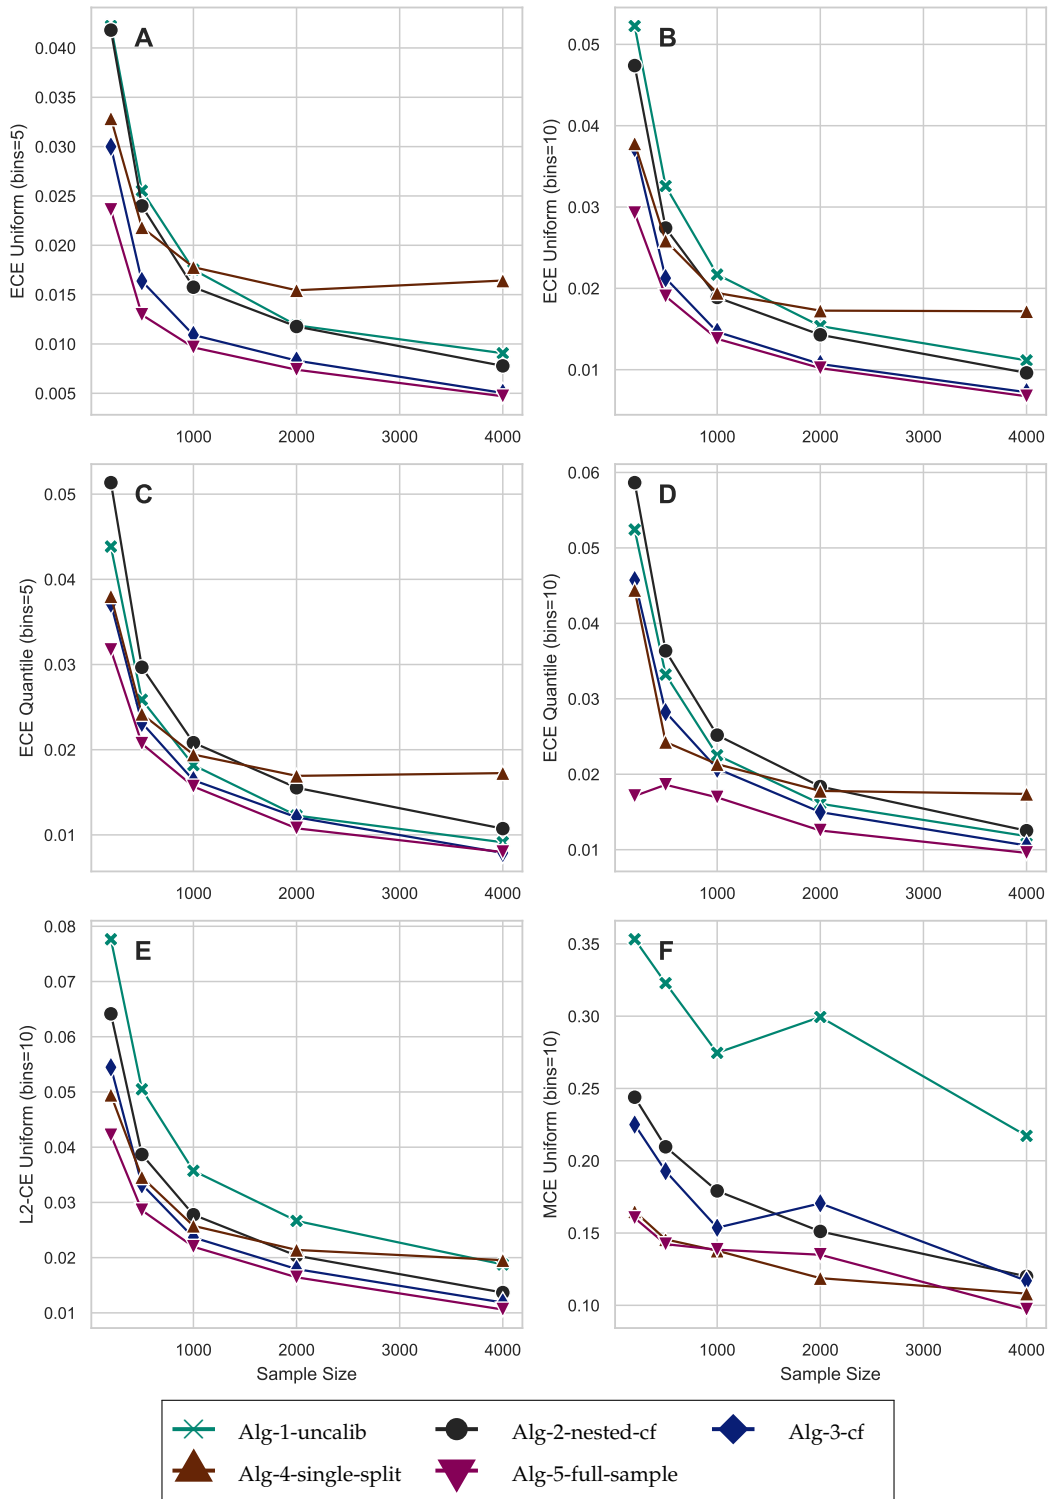 A
ECE Uniform (bins=5)
0.040
0.035
0.030
0.025
0.020
0.015
0.010
0.005
1000 2000 3000 4000
B
ECE Uniform (bins=10)
0.05
0.04
0.03
0.02
0.01
1000 2000 3000 4000
C
ECE Quantile (bins=5)
0.05
0.04
0.03
0.02
0.01
1000 2000 3000 4000
D
ECE Quantile (bins=10)
0.06
0.05
0.04
0.03
0.02
0.01
1000 2000 3000 4000
E
L2-CE Uniform (bins=10)
0.08
0.07
0.06
0.05
0.04
0.03
0.02
0.01
1000 2000 3000 4000
Sample Size
F
MCE Uniform (bins=10)
0.35
0.30
0.25
0.20
0.15
0.10
1000 2000 3000 4000
Sample Size
Alg-1-uncalib Alg-2-nested-cf Alg-3-cf
Alg-4-single-split Alg-5-full-sample